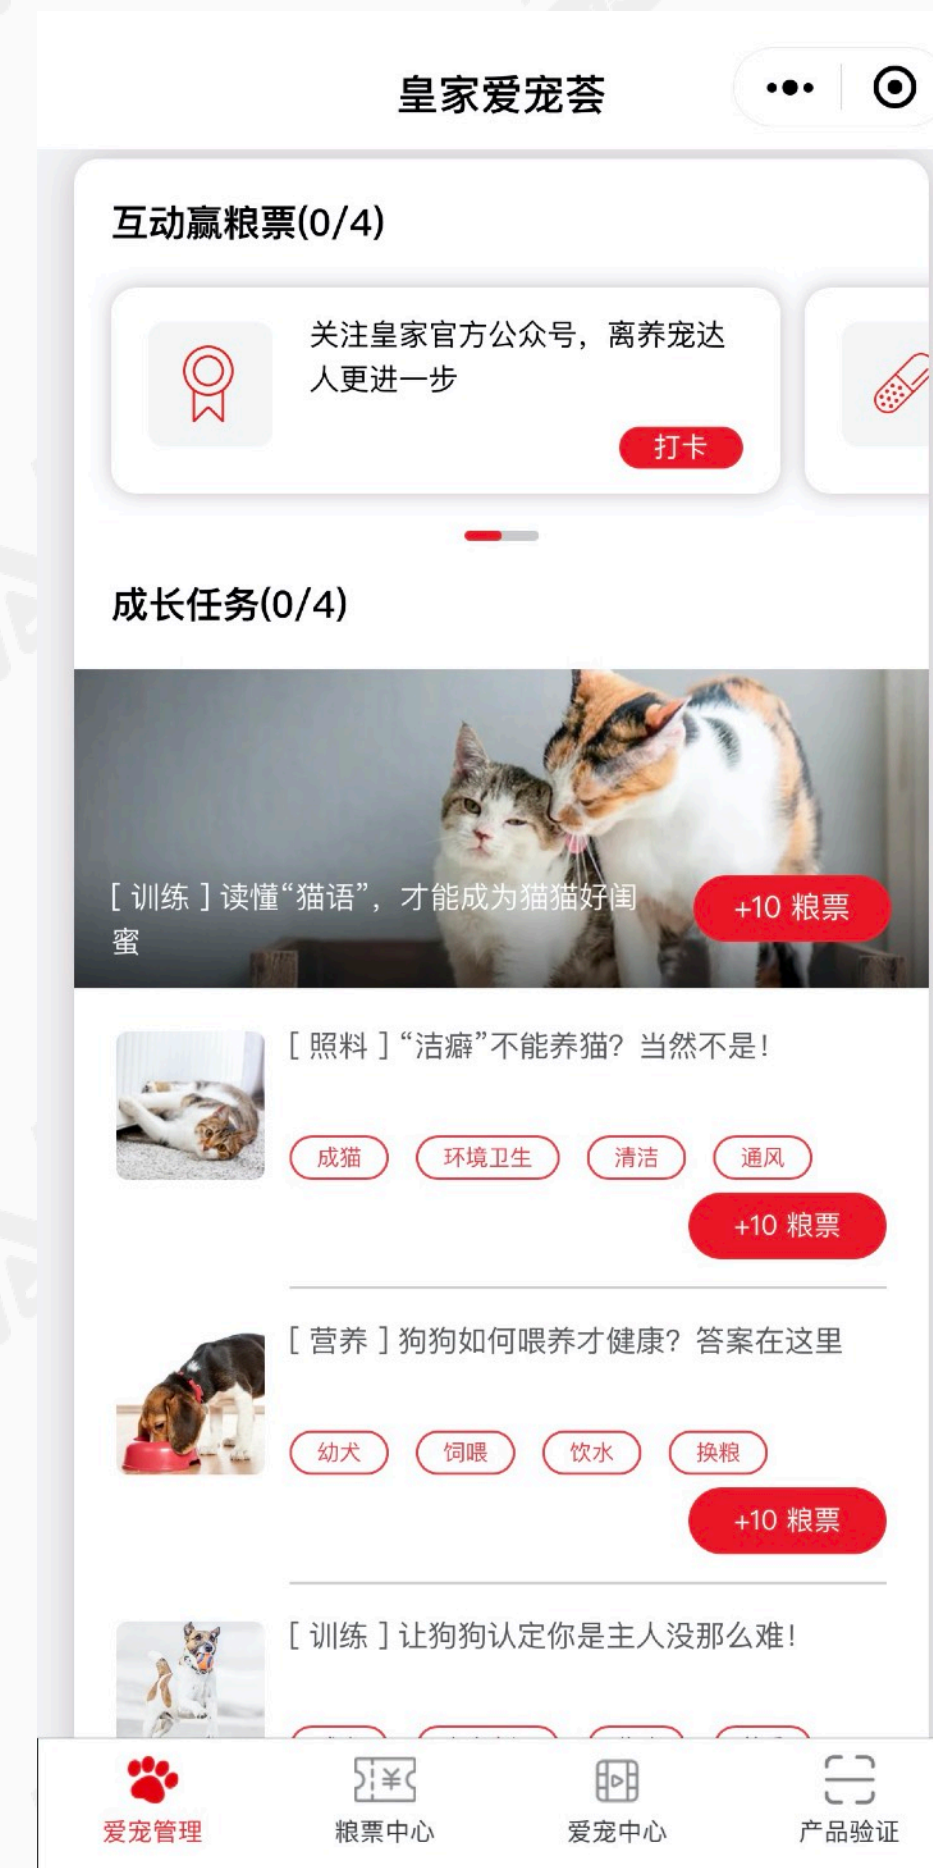 皇家爱宠荟
互动赢粮票(0/4)
关注皇家官方公众号，离养宠达
人更进一步
打卡
成长任务(0/4)
[ 训练 ] 读懂“猫语”，才能成为猫猫好闺
蜜
+10 粮票
[ 照料 ] “洁癖”不能养猫？当然不是！
成猫 环境卫生 清洁 通风
+10 粮票
[ 营养 ] 狗狗如何喂养才健康？答案在这里
幼犬 饲喂 饮水 换粮
+10 粮票
[ 训练 ] 让狗狗认定你是主人没那么难！
爱宠管理 粮票中心 爱宠中心 产品验证